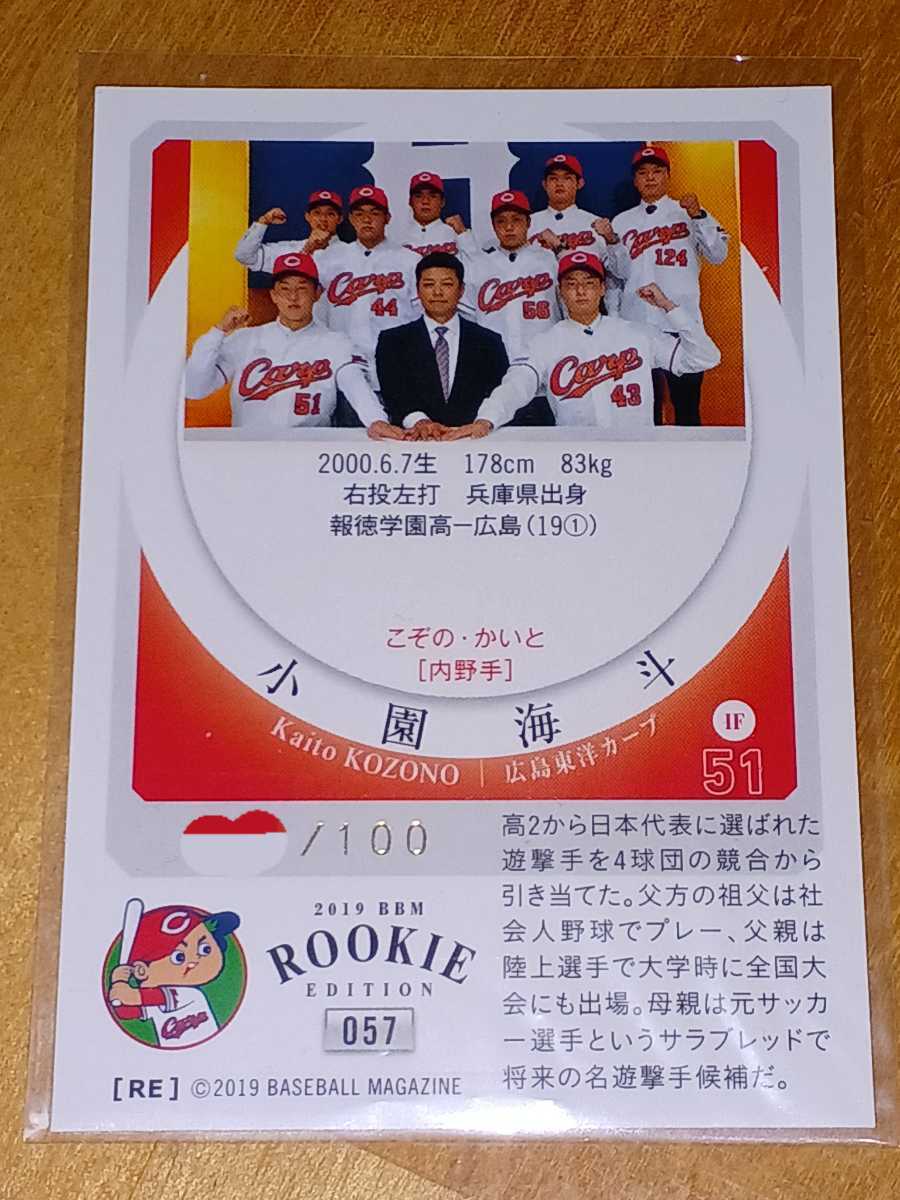 Carp
44
Carp
56
Carp
124
Carp
51
Carp
43
2000.6.7生 178cm 83kg
右投左打 兵庫県出身
報徳学園高ー広島(19①)
こぞの・かいと
[内野手]
小園海斗
Kaito KOZONO | 広島東洋カープ
IF
51
/100
高2から日本代表に選ばれた
遊撃手を4球団の競合から
引き当てた。父方の祖父は社
会人野球でプレー、父親は
陸上選手で大学時に全国大
会にも出場。母親は元サッカ
ー選手というサラブレッドで
将来の名遊撃手候補だ。
2019 BBM
ROOKIE
EDITION
057
Carp
[RE] ©2019 BASEBALL MAGAZINE